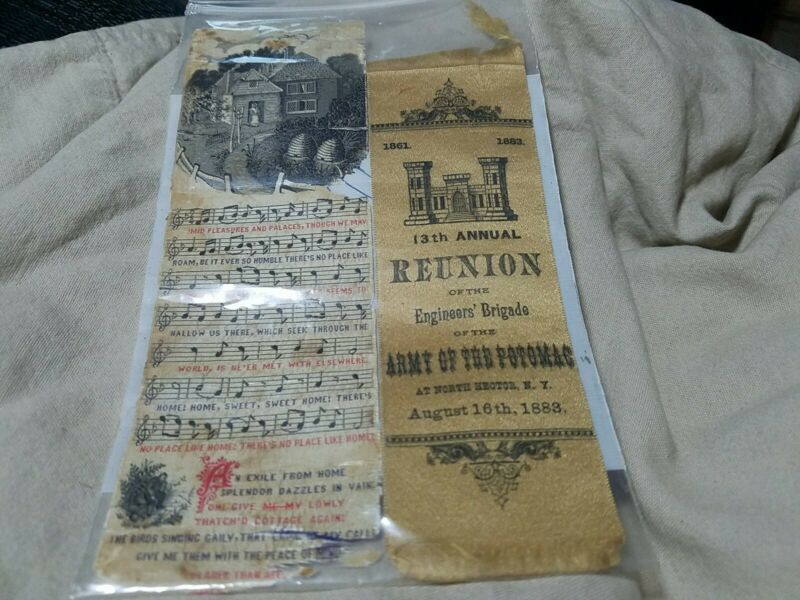 'MID PLEASURES AND PALACES, THOUGH WE MAY
ROAM, BE IT EVER SO HUMBLE THERE'S NO PLACE LIKE
SEEMS TO
HALLOW US THERE, WHICH SEEK THROUGH THE
WORLD, IS NE'ER MET WITH ELSEWHERE.
HOME! HOME, SWEET, SWEET HOME! THERE'S
NO PLACE LIKE HOME! THERE'S NO PLACE LIKE HOME!
AN EXILE FROM HOME
SPLENDOR DAZZLES IN VAIN
OH! GIVE ME MY LOWLY
THATCH'D COTTAGE AGAIN!
THE BIRDS SINGING GAILY, THAT MY CALL
GIVE ME THEM WITH THE PEACE OF
DEARER THAN ALL
1861. 1883.
13th ANNUAL
REUNION
OF THE
Engineers' Brigade
OF THE
ARMY OF THE POTOMAC
AT NORTH HECTOR, N. Y.
August 16th, 1883.